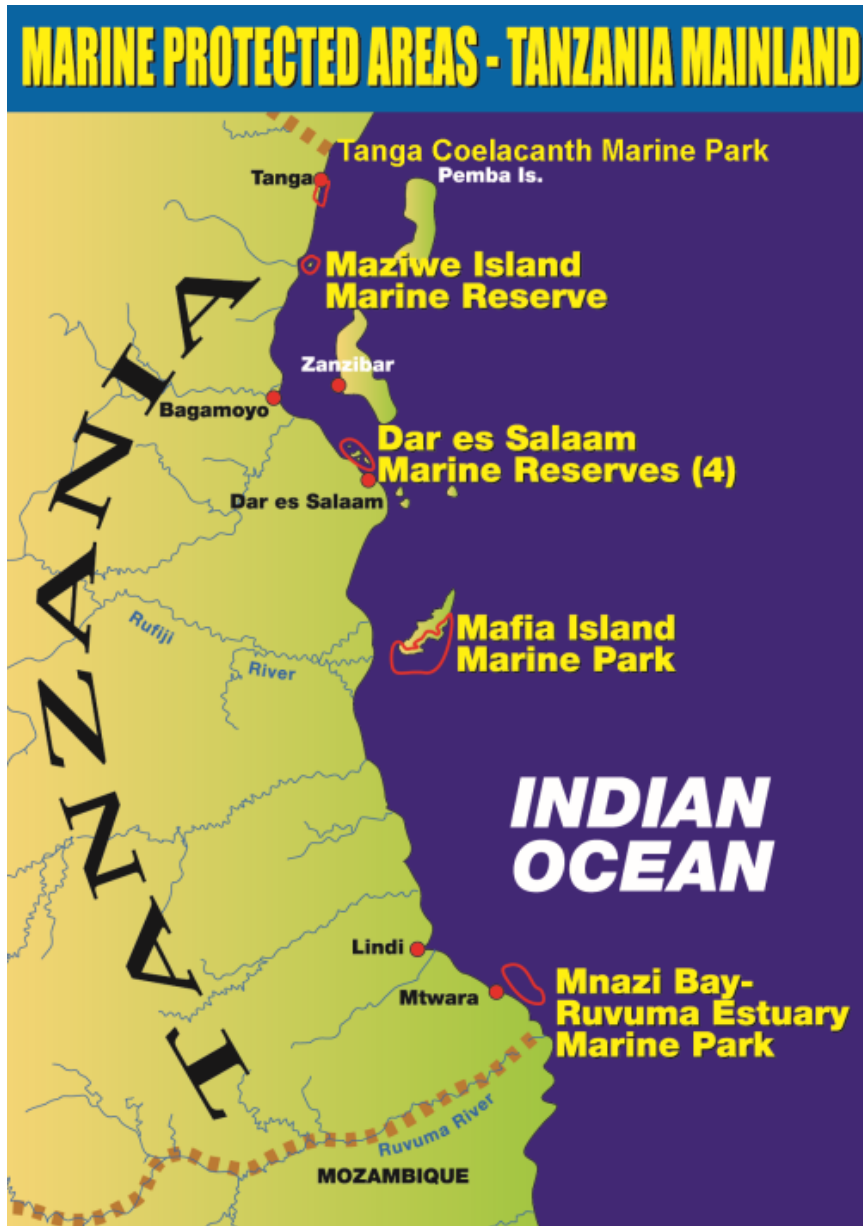 MARINE PROTECTED AREAS - TANZANIA MAINLAND
Tanga Coelacanth Marine Park
Pemba Is.
Tanga
Maziwe Island
Marine Reserve
TANZANIA
Zanzibar
Bagamoyo
Dar es Salaam
Marine Reserves (4)
Dar es Salaam
Rufiji
River
Mafia Island
Marine Park
INDIAN
OCEAN
Lindi
Mtwara
Mnazi Bay-
Ruvuma Estuary
Marine Park
Ruvuma River
MOZAMBIQUE